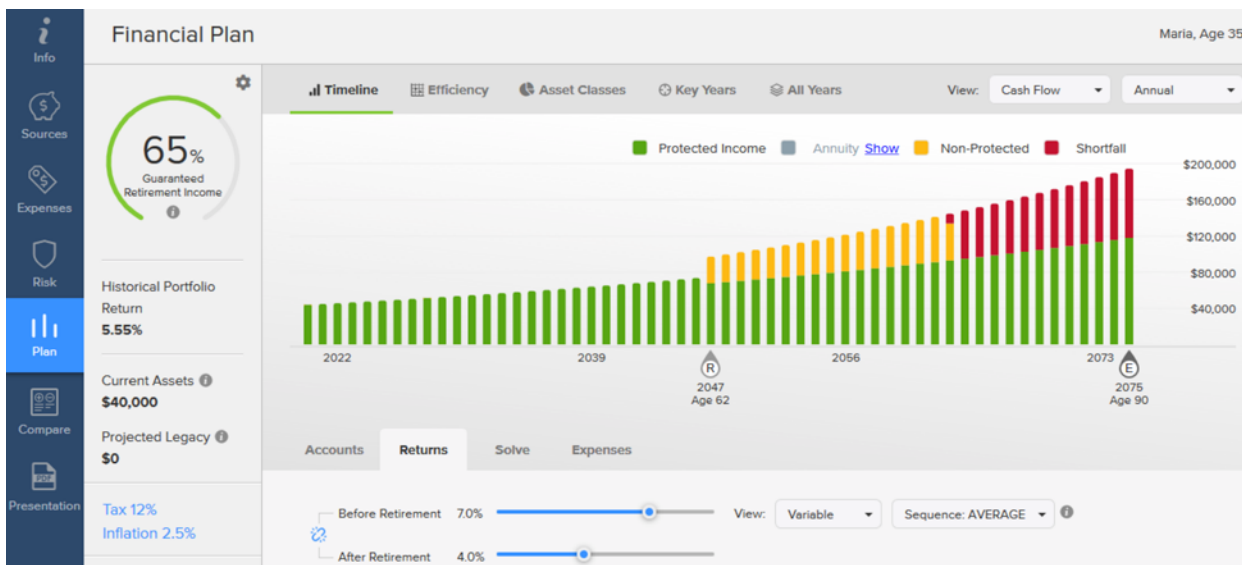 Info
Sources
Expenses
Risk
Plan
Compare
PDF
Presentation
Financial Plan
Maria, Age 35
65%
Guaranteed
Retirement Income
Historical Portfolio
Return
5.55%
Current Assets
$40,000
Projected Legacy
$0
Tax 12%
Inflation 2.5%
Timeline
Efficiency
Asset Classes
Key Years
All Years
View: Cash Flow Annual
Protected Income Annuity Show Non-Protected Shortfall
$200,000
$160,000
$120,000
$80,000
$40,000
2022 2039 2056 2073
R E
2047 2075
Age 62 Age 90
Accounts Returns Solve Expenses
Before Retirement 7.0% View: Variable Sequence: AVERAGE
After Retirement 4.0%